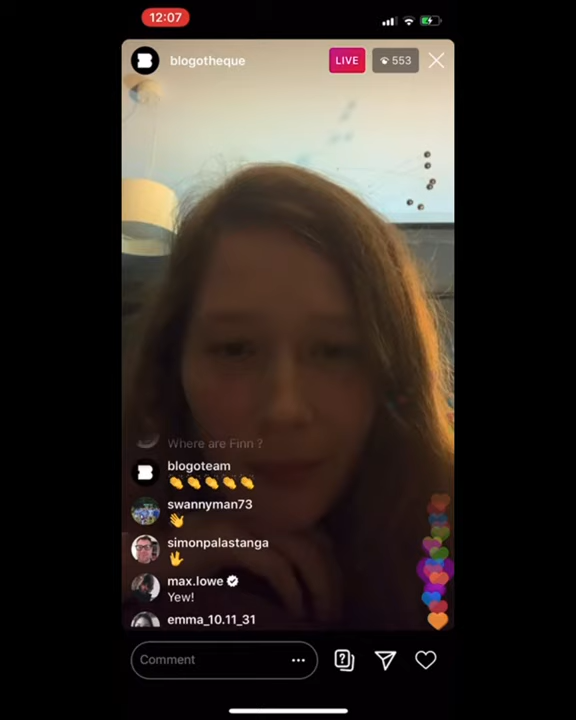 12:07
blogotheque
LIVE
553
Where are Finn ?
blogoteam
swannyman73
simonpalastanga
max.lowe
Yew!
emma_10.11_31
Comment